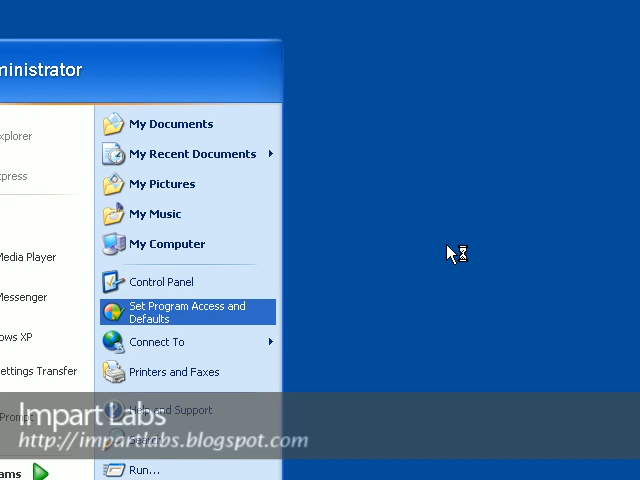 ministrator
xplorer
xpress
Media Player
Messenger
ows XP
ettings Transfer
Prompt
ams
My Documents
My Recent Documents
My Pictures
My Music
My Computer
Control Panel
Set Program Access and
Defaults
Connect To
Printers and Faxes
Help and Support
Search
Run...
Impart Labs
http://impartlabs.blogspot.com